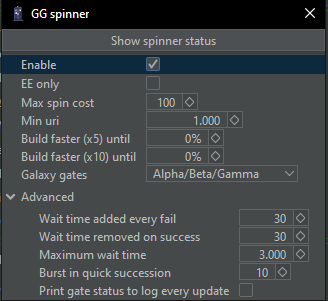 GG spinner
Show spinner status
Enable
EE only
Max spin cost 100
Min uri 1.000
Build faster (x5) until 0%
Build faster (x10) until 0%
Galaxy gates Alpha/Beta/Gamma
Advanced
Wait time added every fail 30
Wait time removed on success 30
Maximum wait time 3.000
Burst in quick succession 10
Print gate status to log every update